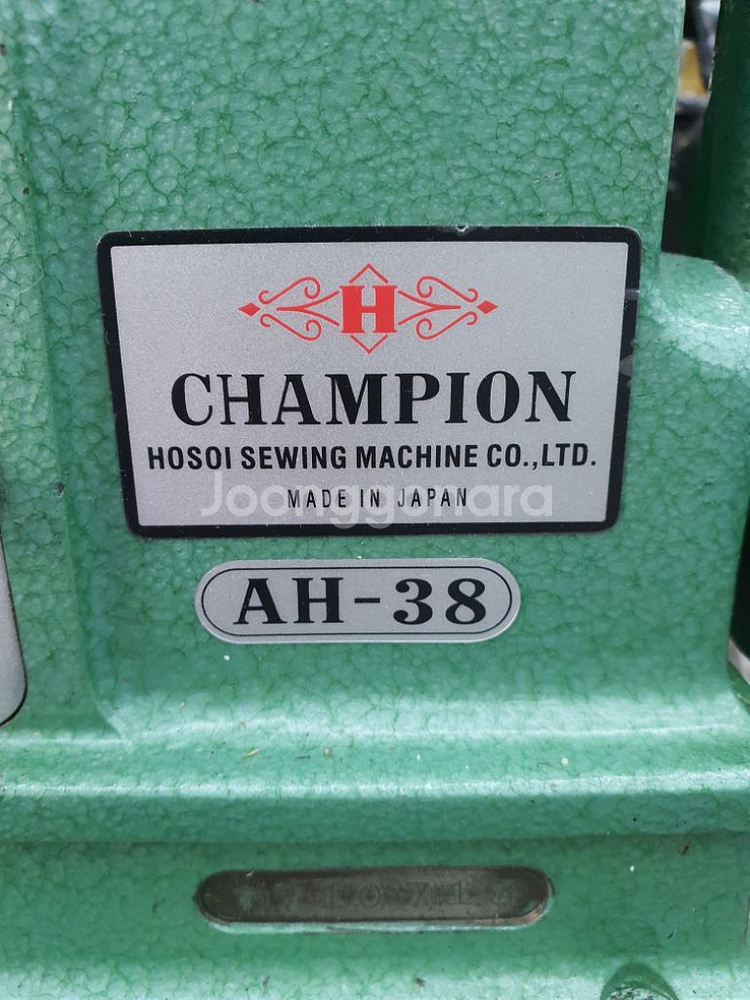 H
CHAMPION
HOSOI SEWING MACHINE CO.,LTD.
MADE IN JAPAN
Joonggonara
AH-38